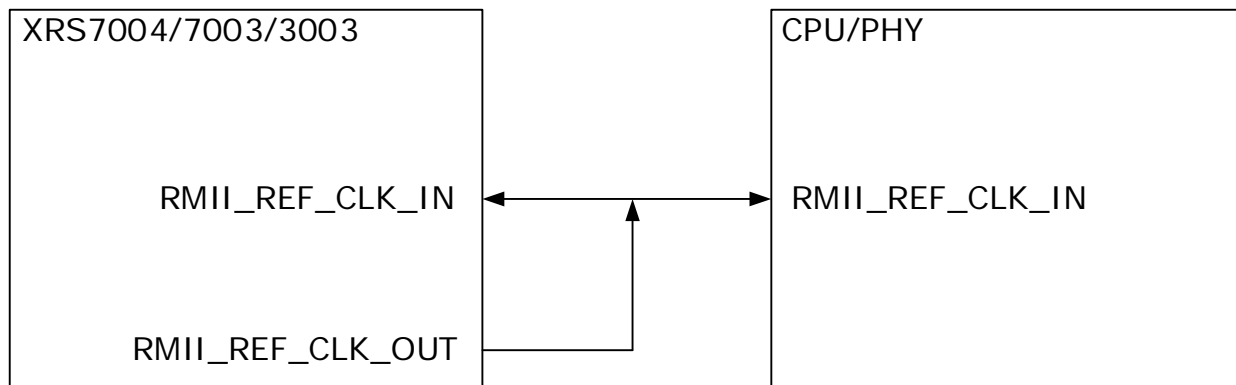 XRS7004/7003/3003
CPU/PHY
RMII_REF_CLK_IN
RMII_REF_CLK_IN
RMII_REF_CLK_OUT